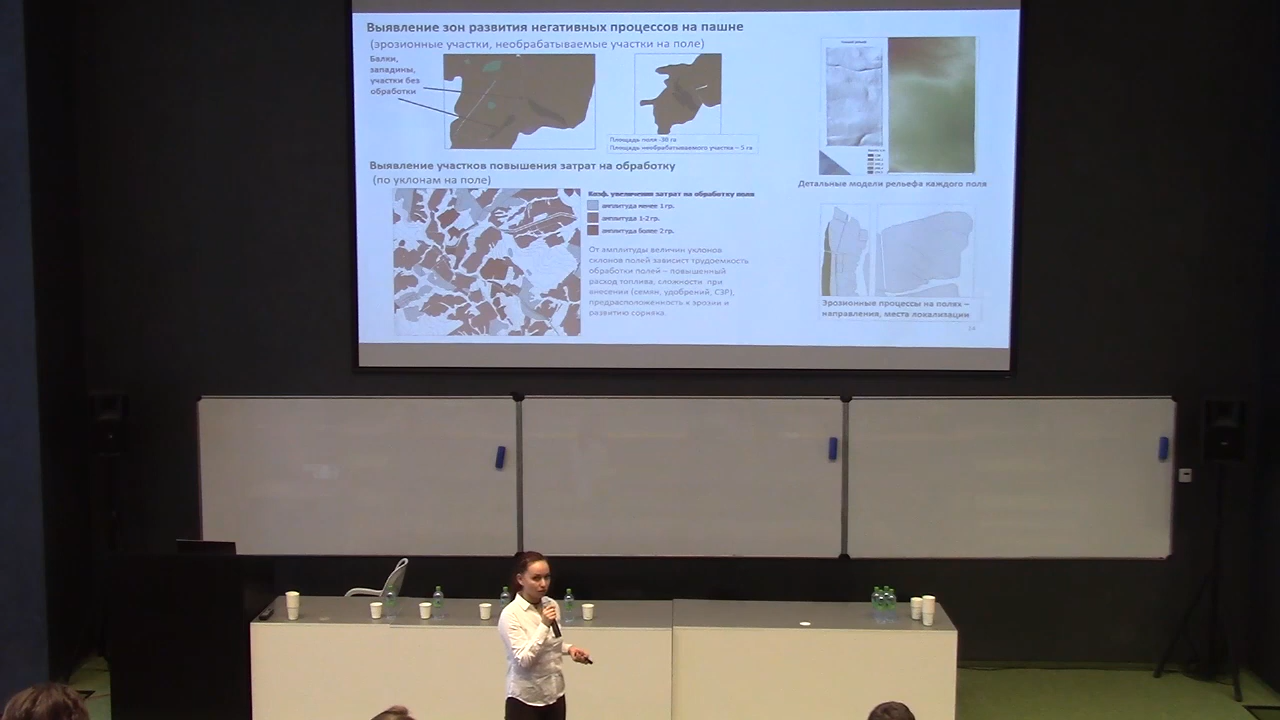 Выявление зон развития негативных процессов на пашне
(эрозионные участки, необрабатываемые участки на поле)
Балки,
западины,
участки без
обработки
Площадь поля -38 га
Площадь необрабатываемого участка – 5 га
Выявление участков повышения затрат на обработку
(по уклонам на поле)
Коэф. увеличения затрат на обработку поля
амплитуда менее 1 гр.
амплитуда 1-2 гр.
амплитуда более 2 гр.
От амплитуды величин уклонов
склонов полей зависит трудоемкость
обработки полей – повышенный
расход топлива, сложности при
внесении (семян, удобрений, СЗР),
предрасположенность к эрозии и
развитию сорняка.
Детальные модели рельефа каждого поля
Эрозионные процессы на полях –
направления, места локализации
14